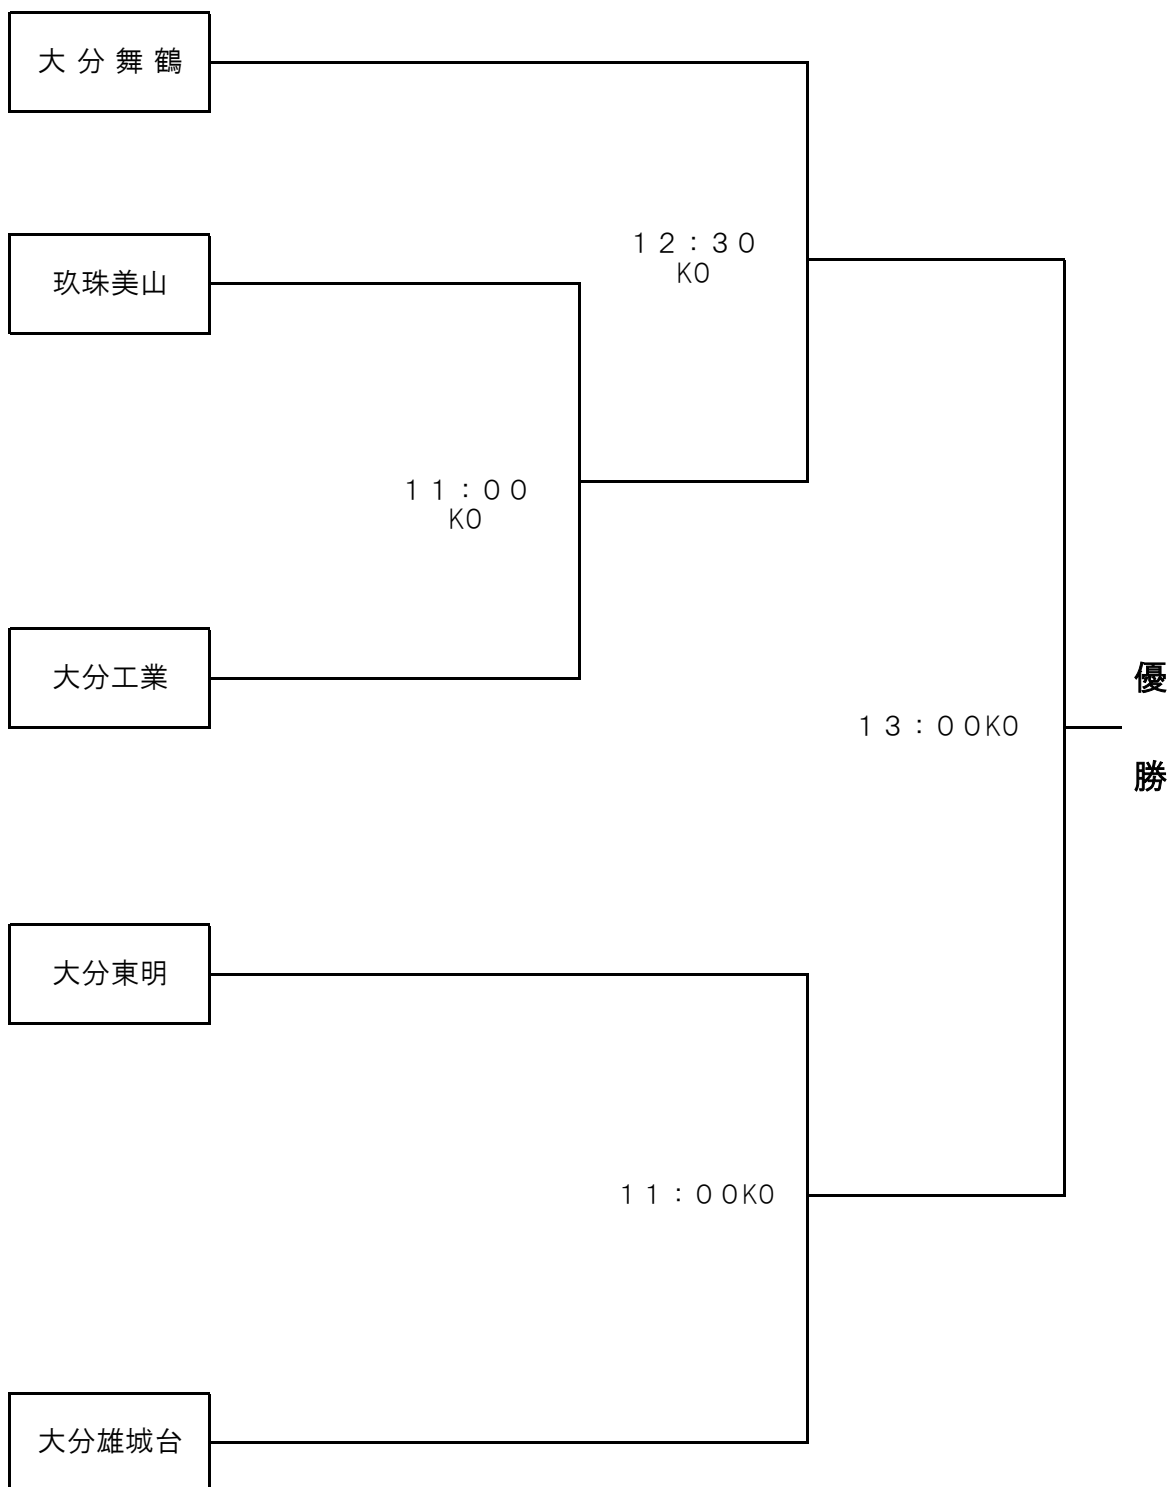 大分舞鶴
１２：３０
KO
玖珠美山
１１：００
KO
大分工業
優
１３：００KO
勝
大分東明
１１：００KO
大分雄城台